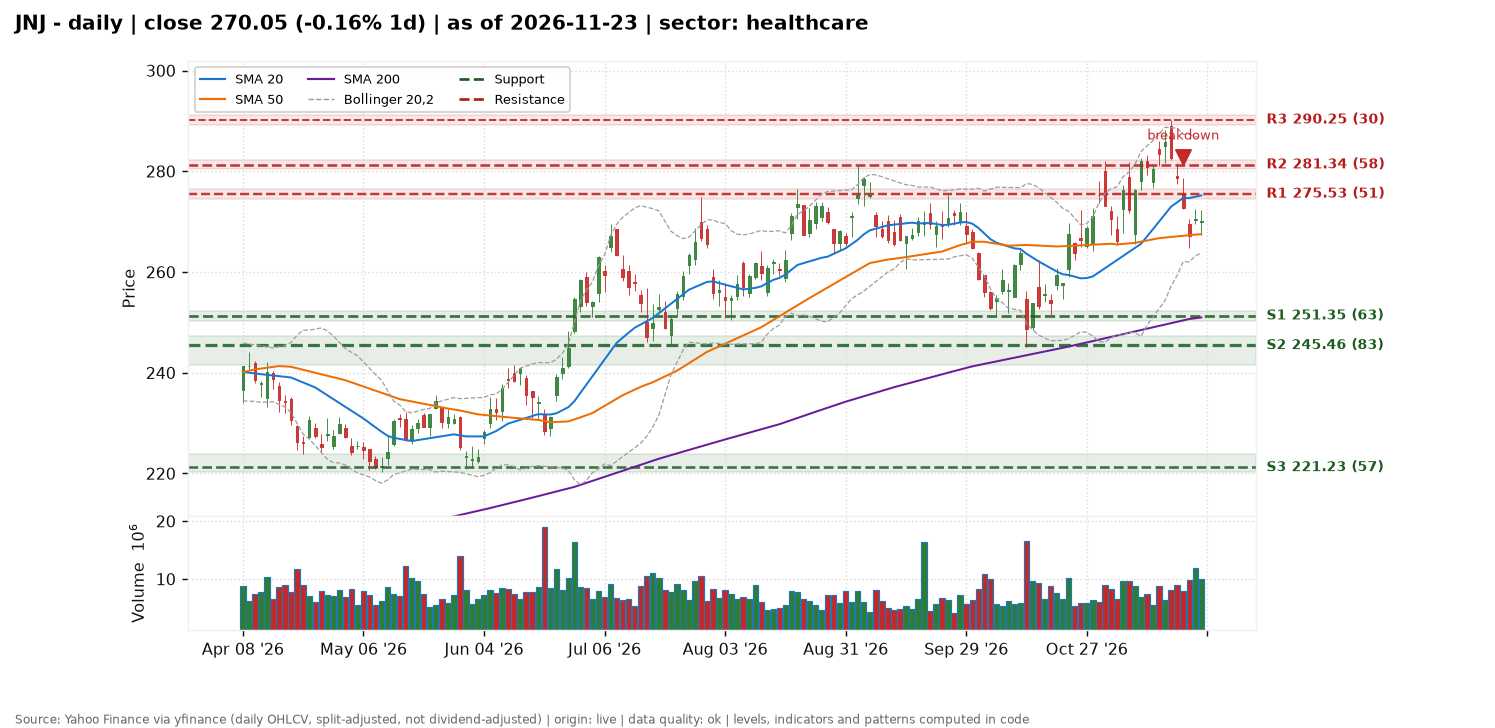 JNJ - daily | close 270.05 (-0.16% 1d) | as of 2026-11-23 | sector: healthcare
SMA 20
SMA 50
SMA 200
Bollinger 20,2
Support
Resistance
Price
300
280
260
240
220
breakdown
R3 290.25 (30)
R2 281.34 (58)
R1 275.53 (51)
S1 251.35 (63)
S2 245.46 (83)
S3 221.23 (57)
Volume 10⁶
20
10
Apr 08 '26
May 06 '26
Jun 04 '26
Jul 06 '26
Aug 03 '26
Aug 31 '26
Sep 29 '26
Oct 27 '26
Source: Yahoo Finance via yfinance (daily OHLCV, split-adjusted, not dividend-adjusted) | origin: live | data quality: ok | levels, indicators and patterns computed in code